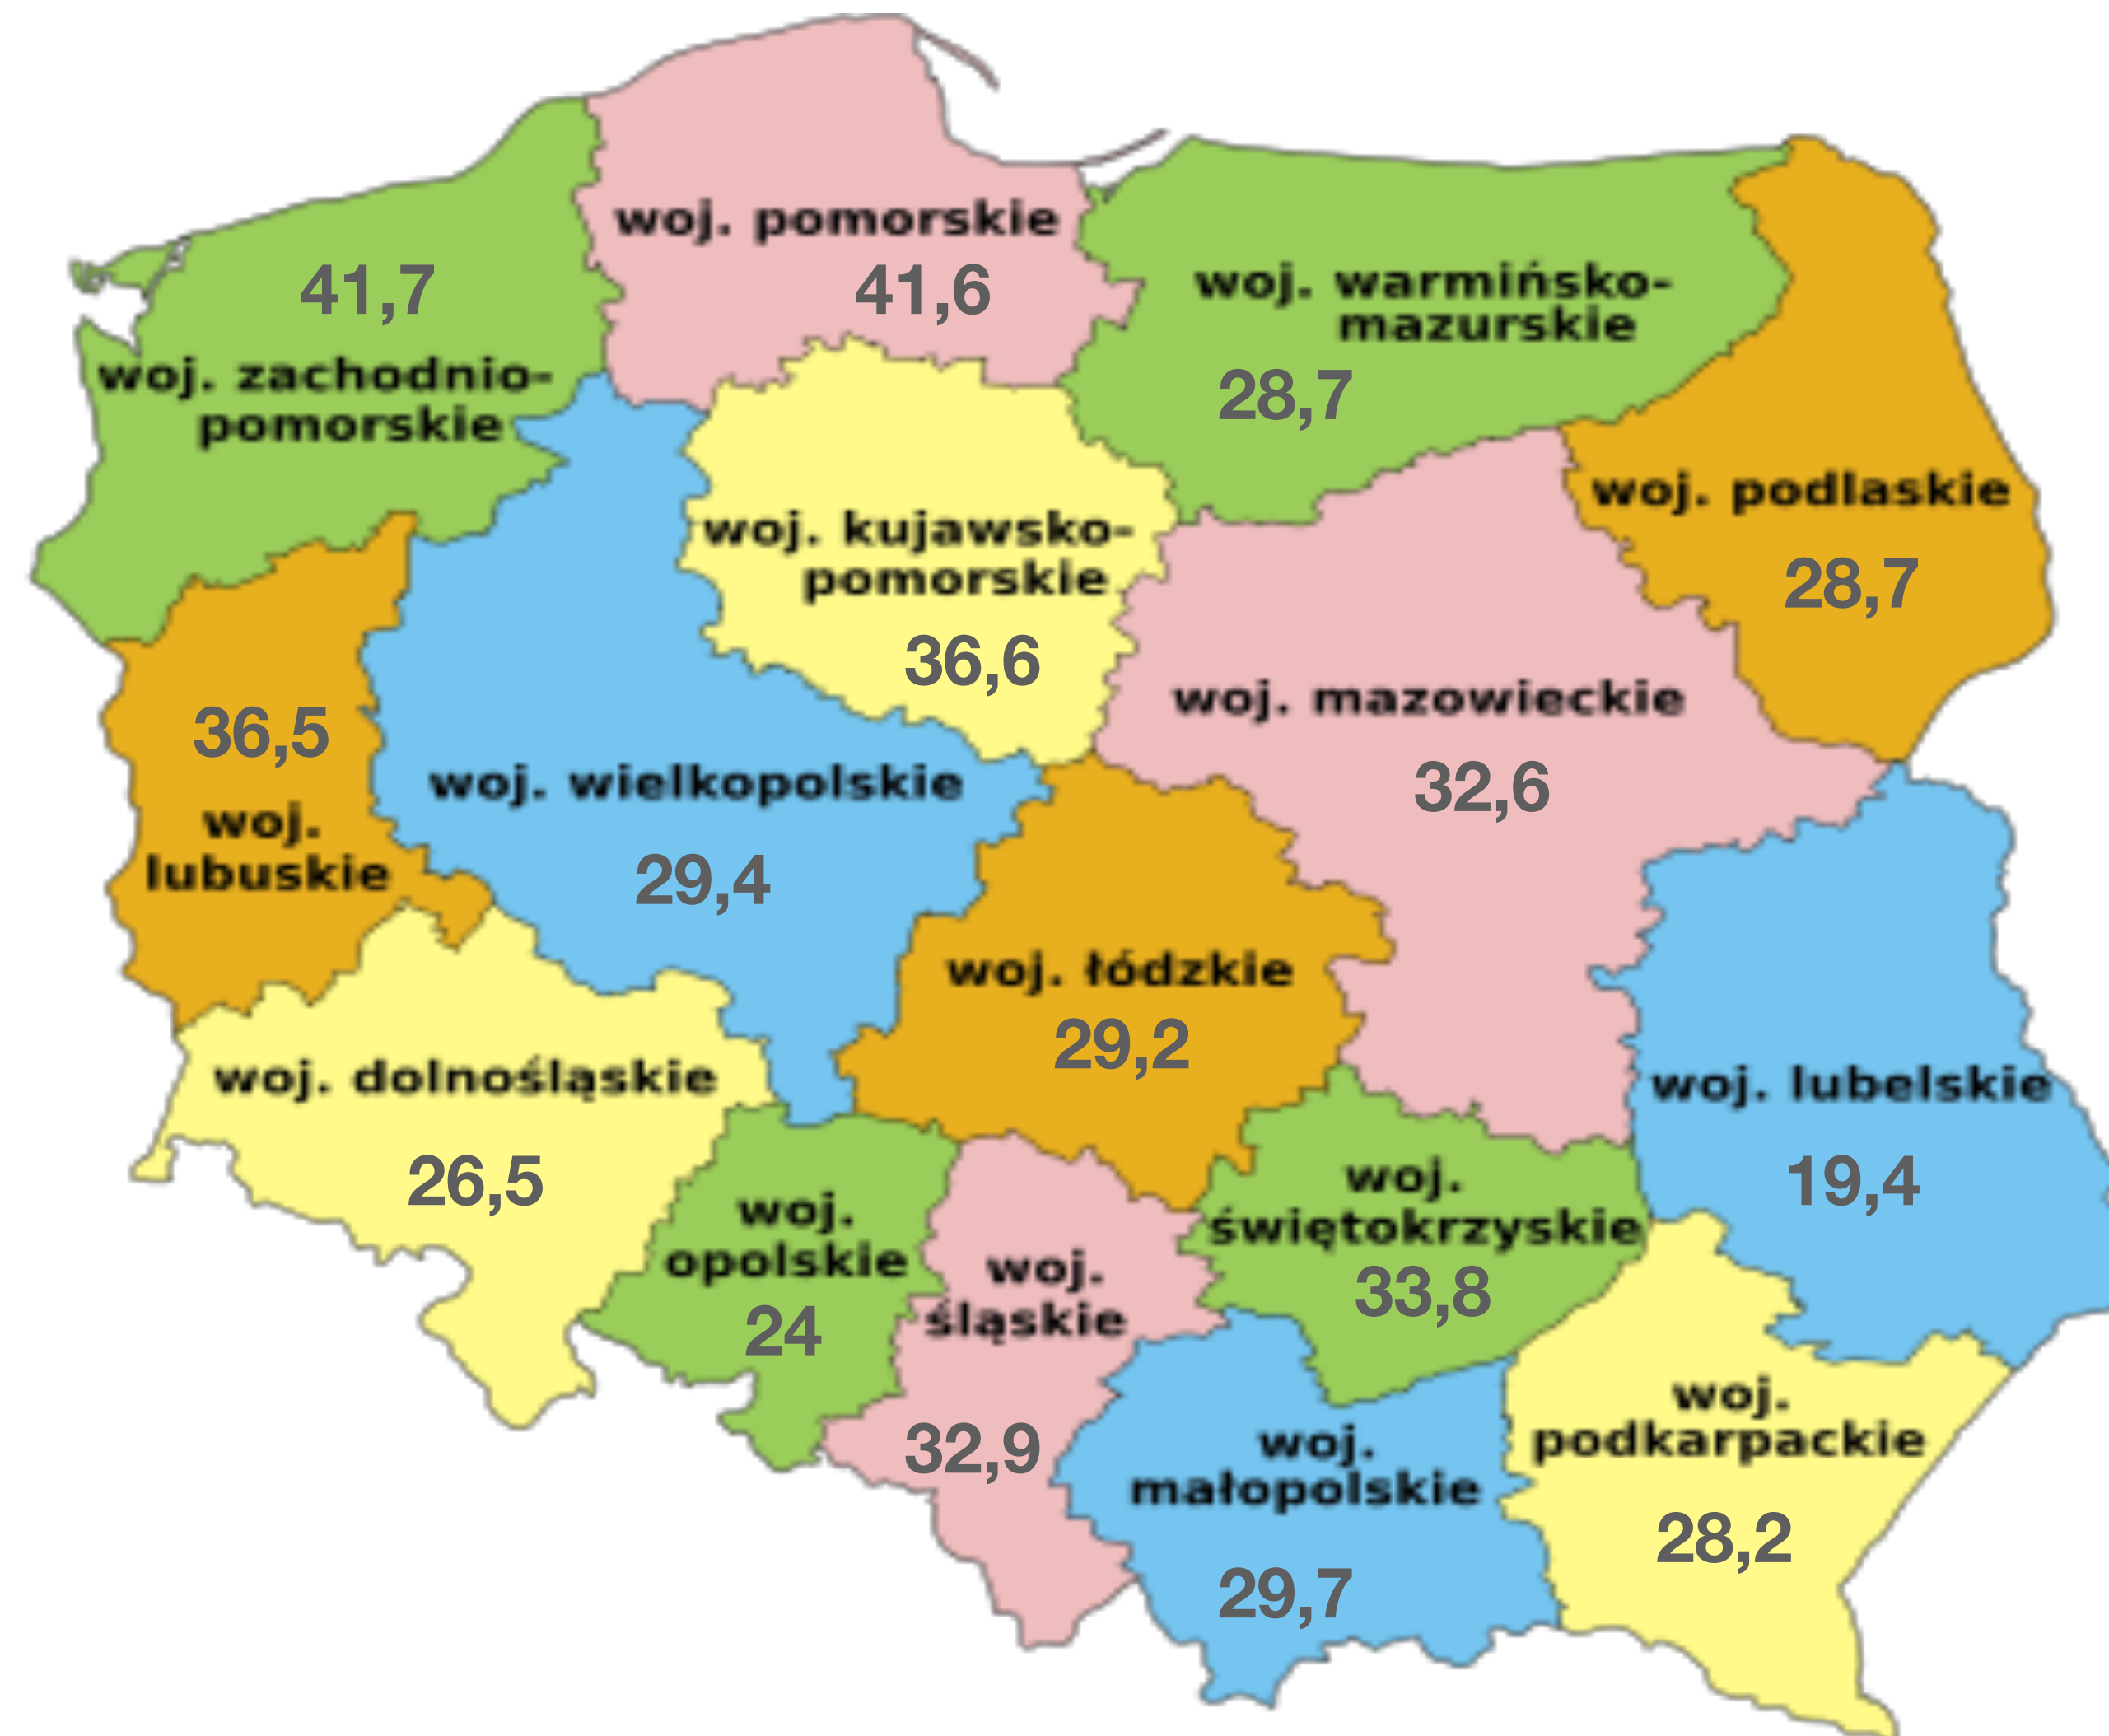 woj. pomorskie
41,6
41,7
woj. zachodnio-
pomorskie
woj. warmińsko-
mazurskie
28,7
woj. podlaskie
28,7
woj. kujawsko-
pomorskie
36,6
woj. mazowieckie
32,6
36,5
woj.
lubuskie
woj. wielkopolskie
29,4
woj. łódzkie
29,2
woj. dolnośląskie
26,5
woj. lubelskie
19,4
woj.
opolskie
24
woj.
śląskie
32,9
woj.
świętokrzyskie
33,8
woj.
małopolskie
29,7
woj.
podkarpackie
28,2